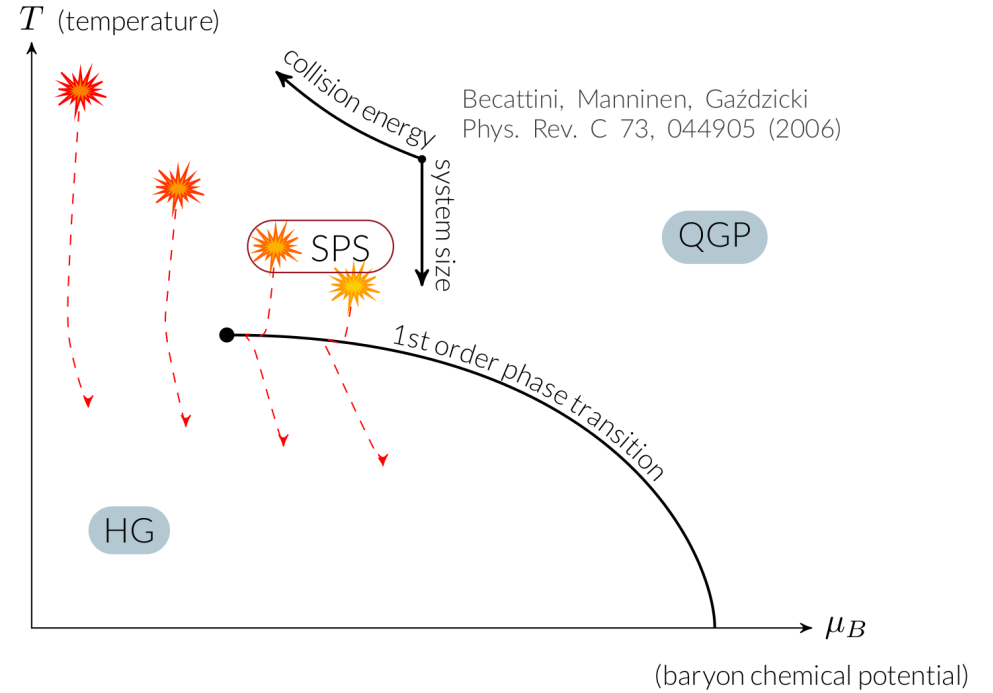 T (temperature)
collision energy
Becattini, Manninen, Gaździcki
Phys. Rev. C 73, 044905 (2006)
system size
SPS
QGP
1st order phase transition
HG
μB
(baryon chemical potential)